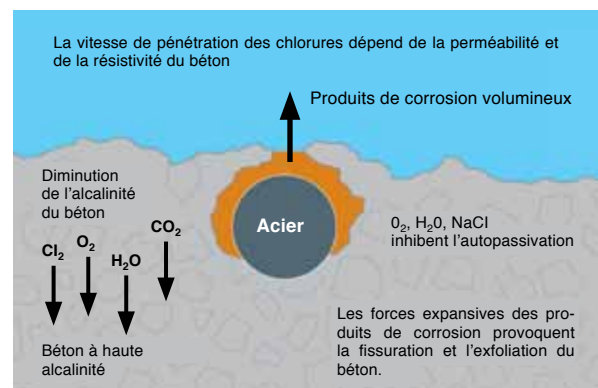 La vitesse de pénétration des chlorures dépend de la perméabilité et
de la résistivité du béton
Produits de corrosion volumineux
Diminution
de l'alcalinité
du béton
Cl₂
O₂
H₂O
CO₂
Acier
0₂, H₂0, NaCl
inhibent l'autopassivation
Béton à haute
alcalinité
Les forces expansives des pro-
duits de corrosion provoquent
la fissuration et l'exfoliation du
béton.